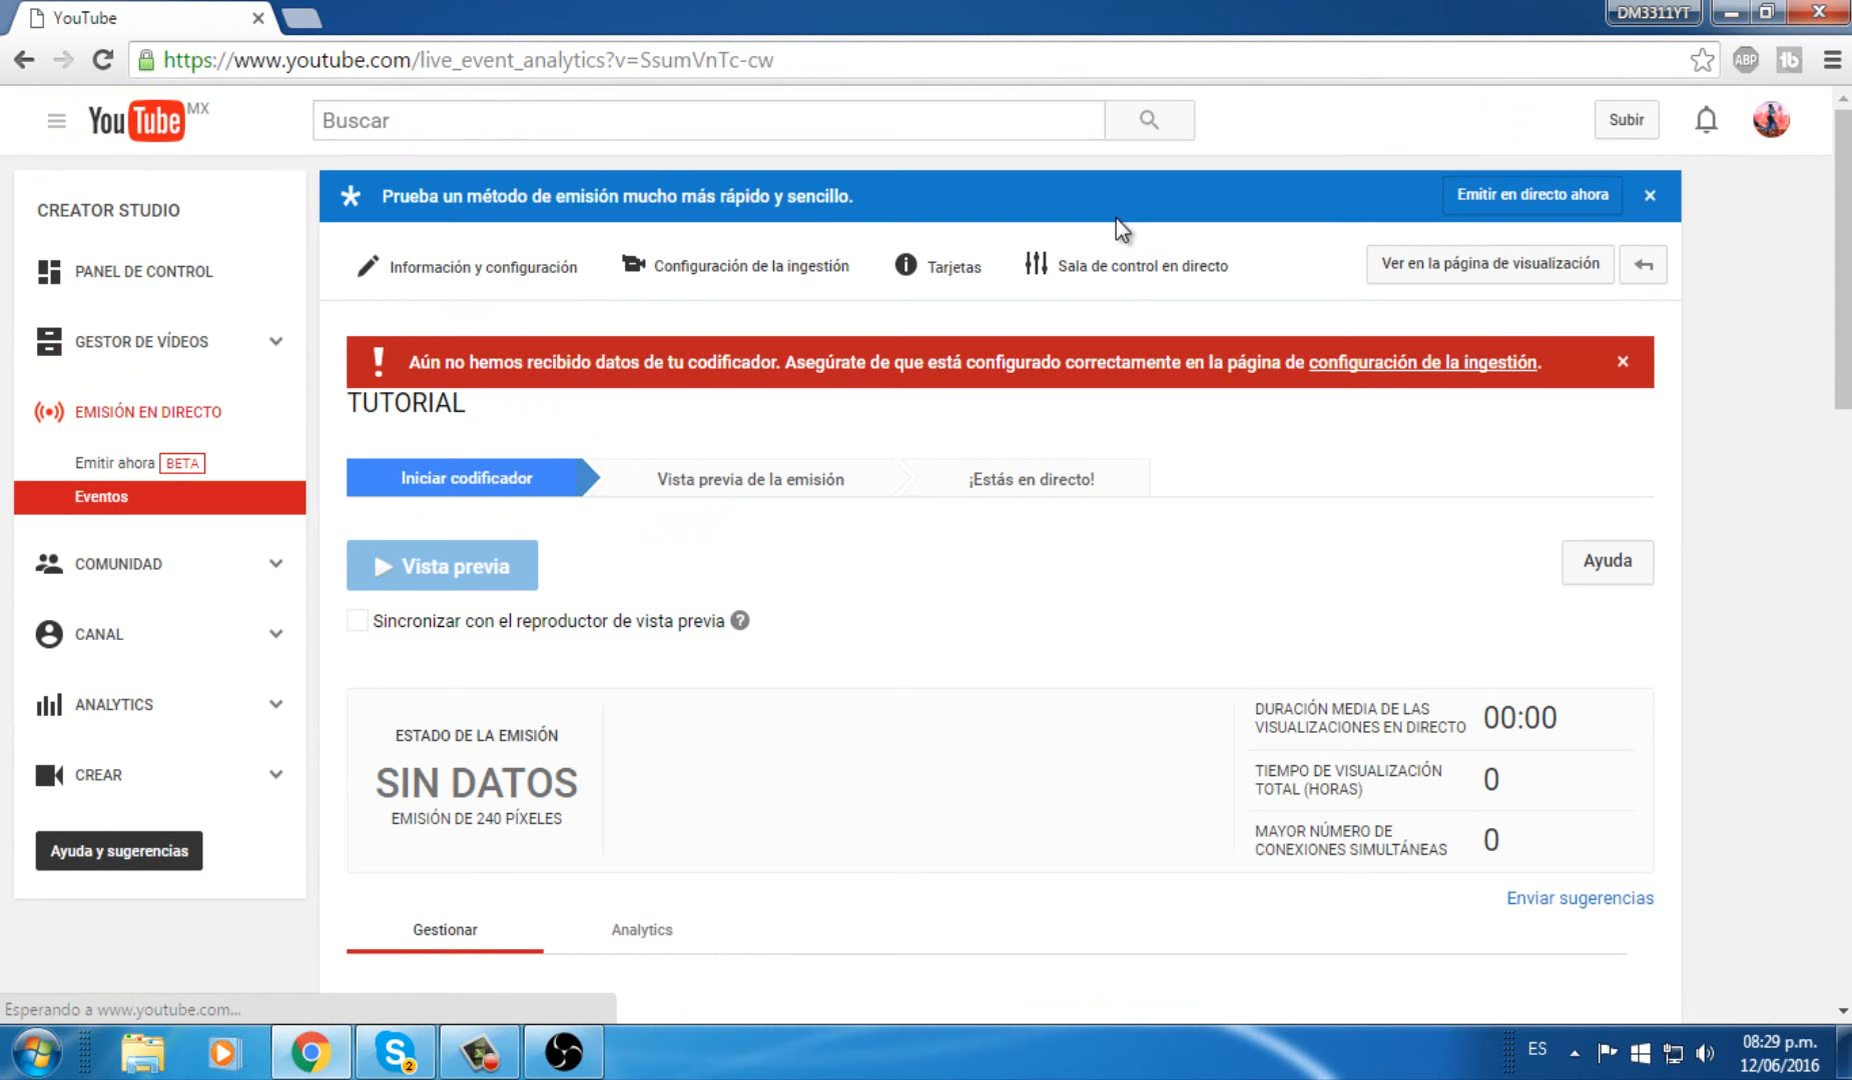 YouTube
DM3311YT
https://www.youtube.com/live_event_analytics?v=SsumVnTc-cw
ABP
YouTube MX
Buscar
Subir
CREATOR STUDIO
PANEL DE CONTROL
GESTOR DE VÍDEOS
EMISIÓN EN DIRECTO
Emitir ahora BETA
Eventos
COMUNIDAD
CANAL
ANALYTICS
CREAR
Ayuda y sugerencias
Prueba un método de emisión mucho más rápido y sencillo.
Emitir en directo ahora
Información y configuración
Configuración de la ingestión
Tarjetas
Sala de control en directo
Ver en la página de visualización
Aún no hemos recibido datos de tu codificador. Asegúrate de que está configurado correctamente en la página de configuración de la ingestión.
TUTORIAL
Iniciar codificador
Vista previa de la emisión
¡Estás en directo!
Vista previa
Ayuda
Sincronizar con el reproductor de vista previa
ESTADO DE LA EMISIÓN
SIN DATOS
EMISIÓN DE 240 PÍXELES
DURACIÓN MEDIA DE LAS
VISUALIZACIONES EN DIRECTO
00:00
TIEMPO DE VISUALIZACIÓN
TOTAL (HORAS)
0
MAYOR NÚMERO DE
CONEXIONES SIMULTÁNEAS
0
Enviar sugerencias
Gestionar
Analytics
Esperando a www.youtube.com...
2
ES
08:29 p.m.
12/06/2016